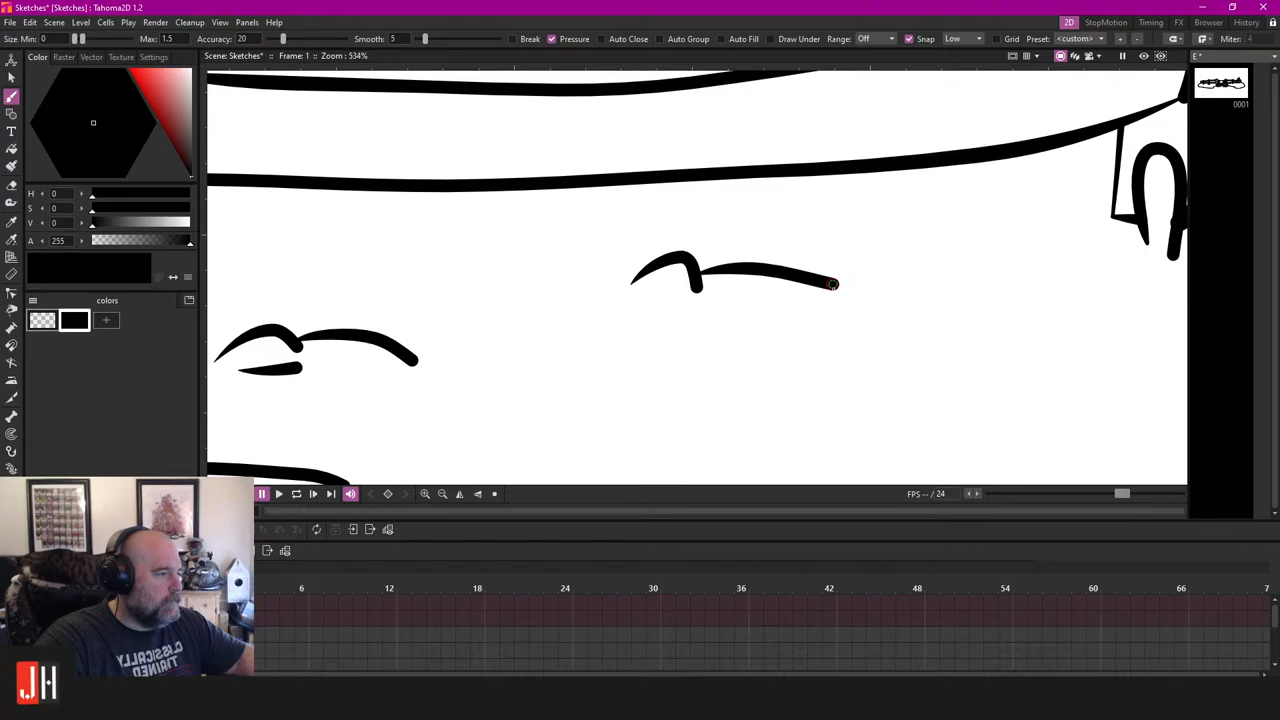 Sketches* [Sketches] : Tahoma2D 1.2
File Edit Scene Level Cells Play Render Cleanup View Panels Help
2D StopMotion Timing FX Browser History
Size Min: 0 Max: 1.5 Accuracy: 20 Smooth: 5 Break Pressure Auto Close Auto Group Auto Fill Draw Under Range: Off Snap Low Grid Preset: <custom> + - Miter: 4
Color Raster Vector Texture Settings
Scene: Sketches* :: Frame: 1 :: Zoom : 534%
E *
0001
H 0
S 0
V 0
A 255
colors
+
FPS -- / 24
6 12 18 24 30 36 42 48 54 60 66 7
CLASSICALLY
TRAINED
JH